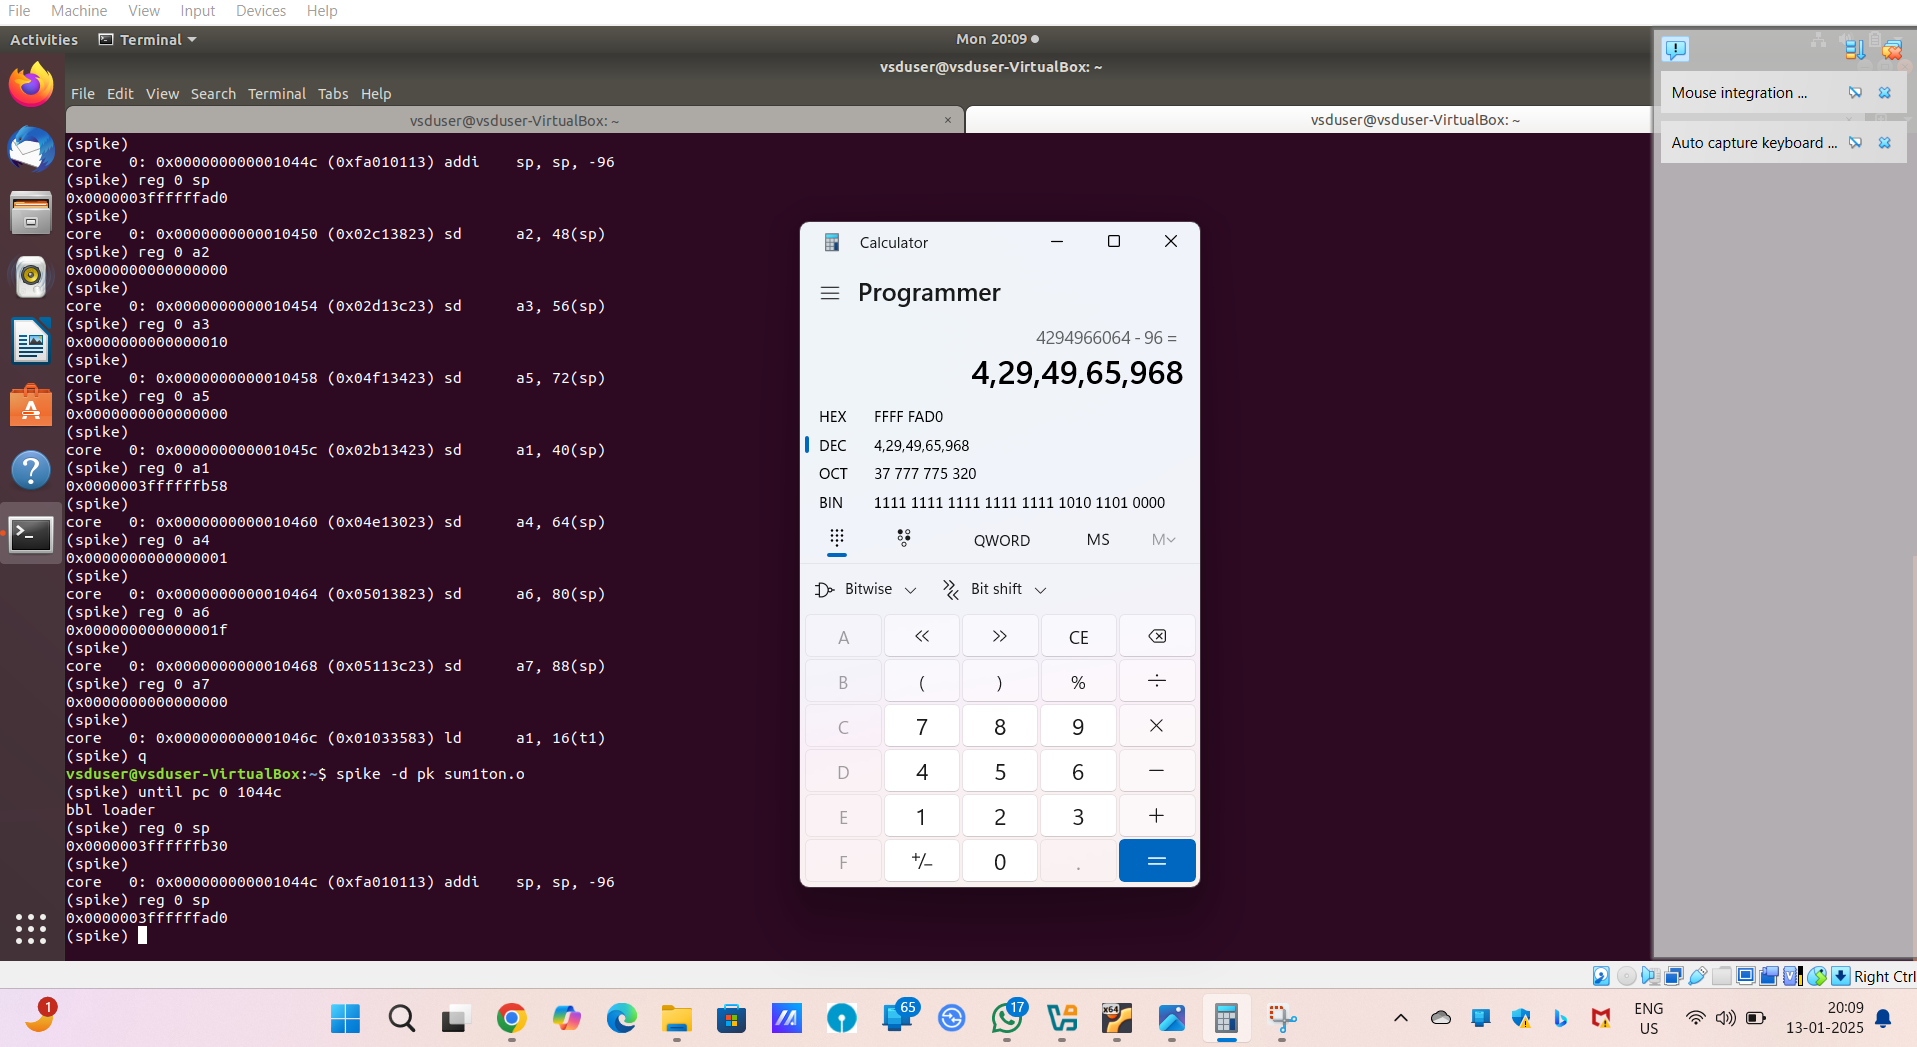 File Machine View Input Devices Help
Activities Terminal Mon 20:09
vsduser@vsduser-VirtualBox: ~
File Edit View Search Terminal Tabs Help
vsduser@vsduser-VirtualBox: ~ × vsduser@vsduser-VirtualBox: ~
(spike)
core   0: 0x000000000001044c (0xfa010113) addi    sp, sp, -96
(spike) reg 0 sp
0x0000003ffffffad0
(spike)
core   0: 0x0000000000010450 (0x02c13823) sd      a2, 48(sp)
(spike) reg 0 a2
0x0000000000000000
(spike)
core   0: 0x0000000000010454 (0x02d13c23) sd      a3, 56(sp)
(spike) reg 0 a3
0x0000000000000010
(spike)
core   0: 0x0000000000010458 (0x04f13423) sd      a5, 72(sp)
(spike) reg 0 a5
0x0000000000000000
(spike)
core   0: 0x000000000001045c (0x02b13423) sd      a1, 40(sp)
(spike) reg 0 a1
0x0000003ffffffb58
(spike)
core   0: 0x0000000000010460 (0x04e13023) sd      a4, 64(sp)
(spike) reg 0 a4
0x0000000000000001
(spike)
core   0: 0x0000000000010464 (0x05013823) sd      a6, 80(sp)
(spike) reg 0 a6
0x000000000000001f
(spike)
core   0: 0x0000000000010468 (0x05113c23) sd      a7, 88(sp)
(spike) reg 0 a7
0x0000000000000000
(spike)
core   0: 0x000000000001046c (0x01033583) ld      a1, 16(t1)
(spike) q
vsduser@vsduser-VirtualBox:~$ spike -d pk sum1ton.o
(spike) until pc 0 1044c
bbl loader
(spike) reg 0 sp
0x0000003ffffffb30
(spike)
core   0: 0x000000000001044c (0xfa010113) addi    sp, sp, -96
(spike) reg 0 sp
0x0000003ffffffad0
(spike)
Calculator
Programmer
4294966064 - 96 =
4,29,49,65,968
HEX FFFF FAD0
DEC 4,29,49,65,968
OCT 37 777 775 320
BIN 1111 1111 1111 1111 1111 1010 1101 0000
QWORD MS M
Bitwise Bit shift
A << >> CE
B ( ) % ÷
C 7 8 9 ×
D 4 5 6 −
E 1 2 3 +
F +/− 0 . =
Mouse integration ...
Auto capture keyboard ...
Right Ctrl
1 65 17 x64 ENG US 20:09
13-01-2025